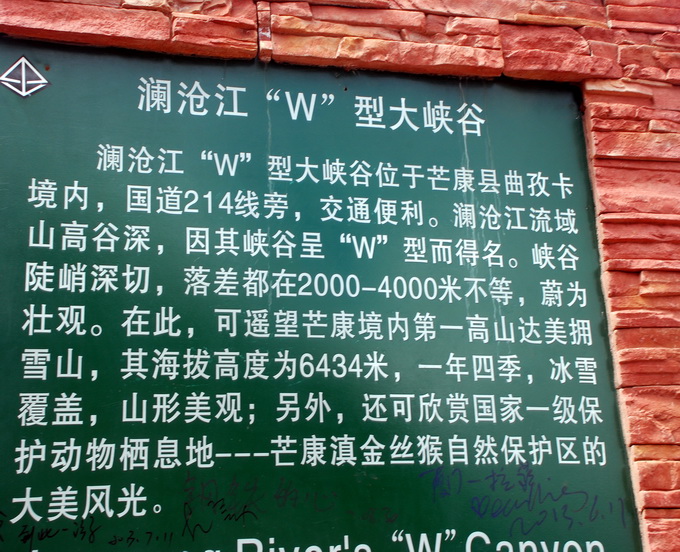 澜沧江“W”型大峡谷
澜沧江“W”型大峡谷位于芒康县曲孜卡
境内，国道214线旁，交通便利。澜沧江流域
山高谷深，因其峡谷呈“W”型而得名。峡谷
陡峭深切，落差都在2000-4000米不等，蔚为
壮观。在此，可遥望芒康境内第一高山达美拥
雪山，其海拔高度为6434米，一年四季，冰雪
覆盖，山形美观；另外，还可欣赏国家一级保
护动物栖息地---芒康滇金丝猴自然保护区的
大美风光。
2013.6.17
River's “W” Canyon